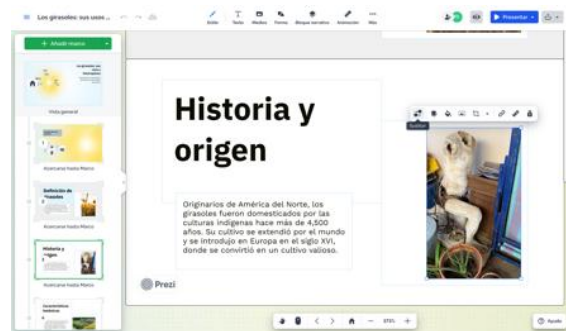 Los girasoles: sus usos ...
Estilo
Texto
Medios
Forma
Bloque narrativo
Animación
Más
Presentar
+ Añadir marco
Vista general
Acercarse hasta Marco
Definición de
Acercarse hasta Marco
Historia y
origen
Acercarse hasta Marco
Características
Historia y
origen
Originarios de América del Norte, los
girasoles fueron domesticados por las
culturas indígenas hace más de 4,500
años. Su cultivo se extendió por el mundo
y se introdujo en Europa en el siglo XVI,
donde se convirtió en un cultivo valioso.
Sustituir
Prezi
Ayuda